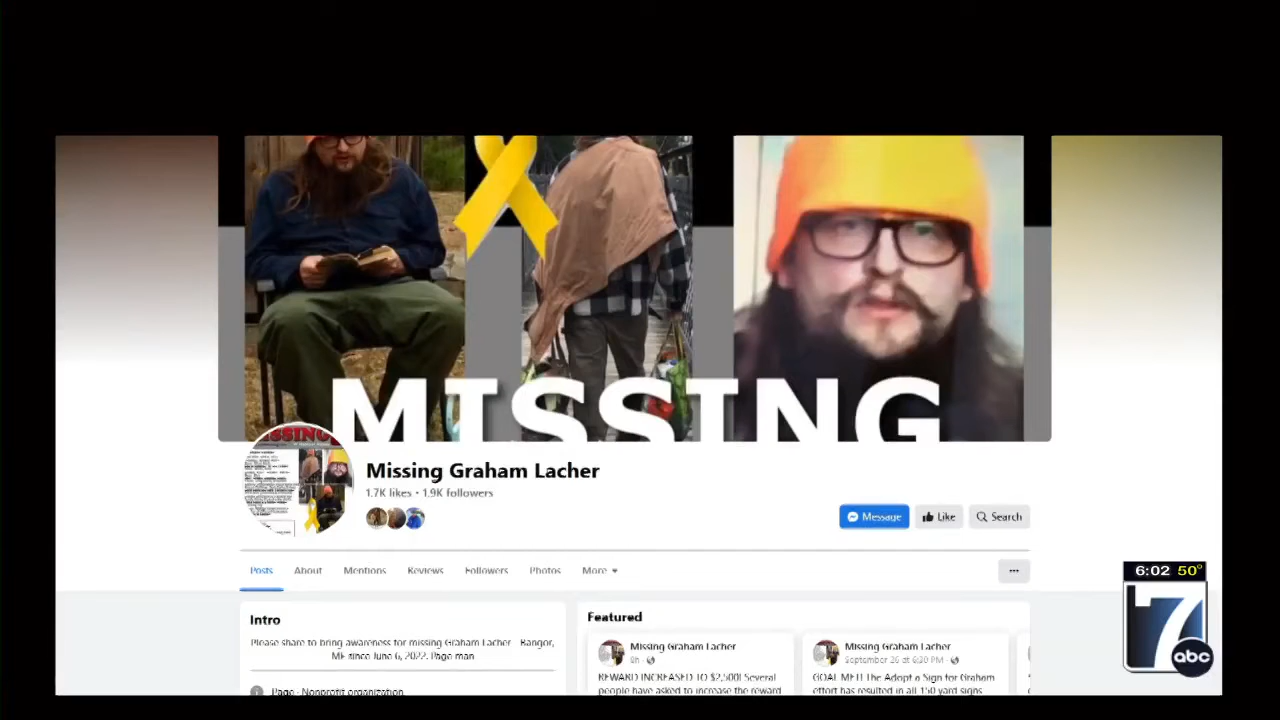 MISSING
MISSING
Missing Graham Lacher
1.7K likes • 1.9K followers
Message
Like
Search
Posts
About
Mentions
Reviews
Followers
Photos
More
Intro
Please share to bring awareness for missing Graham Lacher Bangor,
ME since June 6, 2022. Page man
Page · Nonprofit organization
Featured
Missing Graham Lacher
8h
REWARD INCREASED TO $2,500! Several
people have asked to increase the reward
Missing Graham Lacher
September 26 at 6:30 PM
GOAL MET! The Adopt a Sign for Graham
effort has resulted in all 150 yard signs
6:02 50°
7
abc